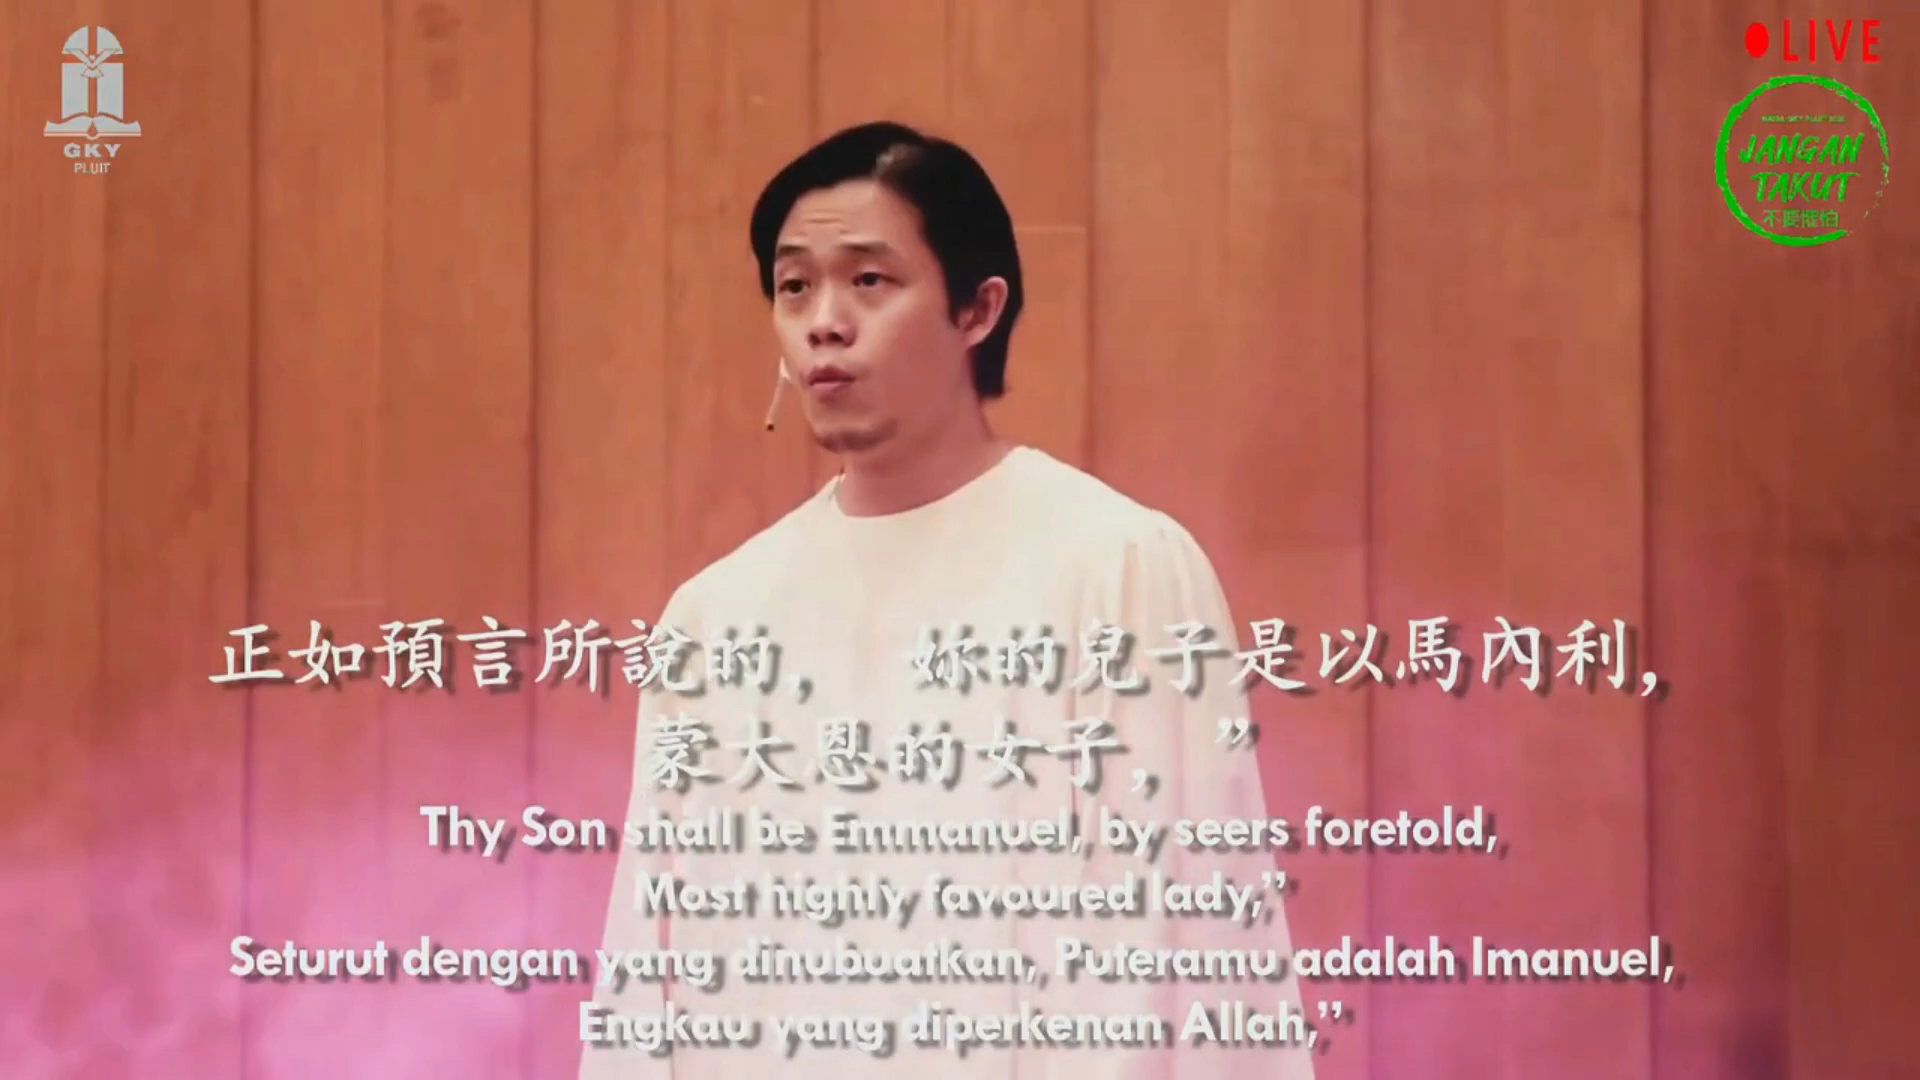 GKY
PLUIT
LIVE
JANGAN
TAKUT
不要懼怕
正如預言所說的, 妳的兒子是以馬內利,
蒙大恩的女子, ”
Thy Son shall be Emmanuel, by seers foretold,
Most highly favoured lady,”
Seturut dengan yang dinubuatkan, Puteramu adalah Imanuel,
Engkau yang diperkenan Allah,”